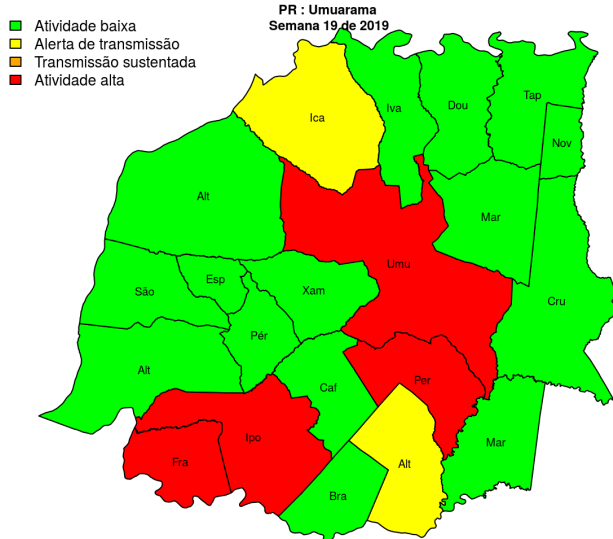 PR : Umuarama
Semana 19 de 2019
Atividade baixa
Alerta de transmissão
Transmissão sustentada
Atividade alta
Ica
Iva
Dou
Tap
Nov
Alt
Mar
Umu
São
Esp
Xam
Cru
Pér
Alt
Caf
Per
Ipo
Mar
Fra
Alt
Bra